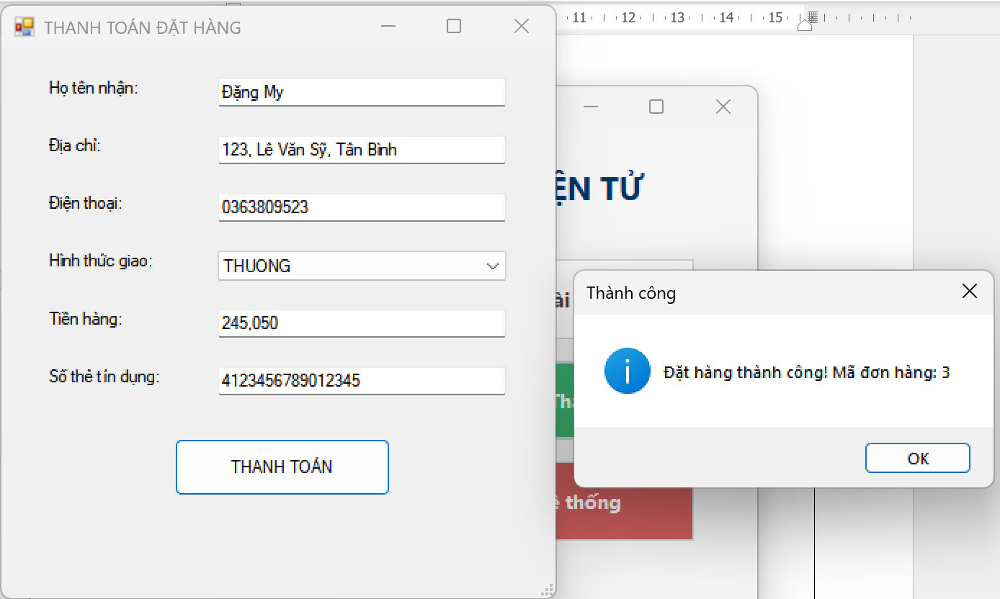 THANH TOÁN ĐẶT HÀNG
Họ tên nhận:
Đặng My
Địa chỉ:
123, Lê Văn Sỹ, Tân Bình
Điện thoại:
0363809523
Hình thức giao:
THUONG
Tiền hàng:
245,050
Số thẻ tín dụng:
4123456789012345
THANH TOÁN
11 12 13 14 15
ỆN TỬ
ài
Tha
ệ thống
Thành công
Đặt hàng thành công! Mã đơn hàng: 3
OK